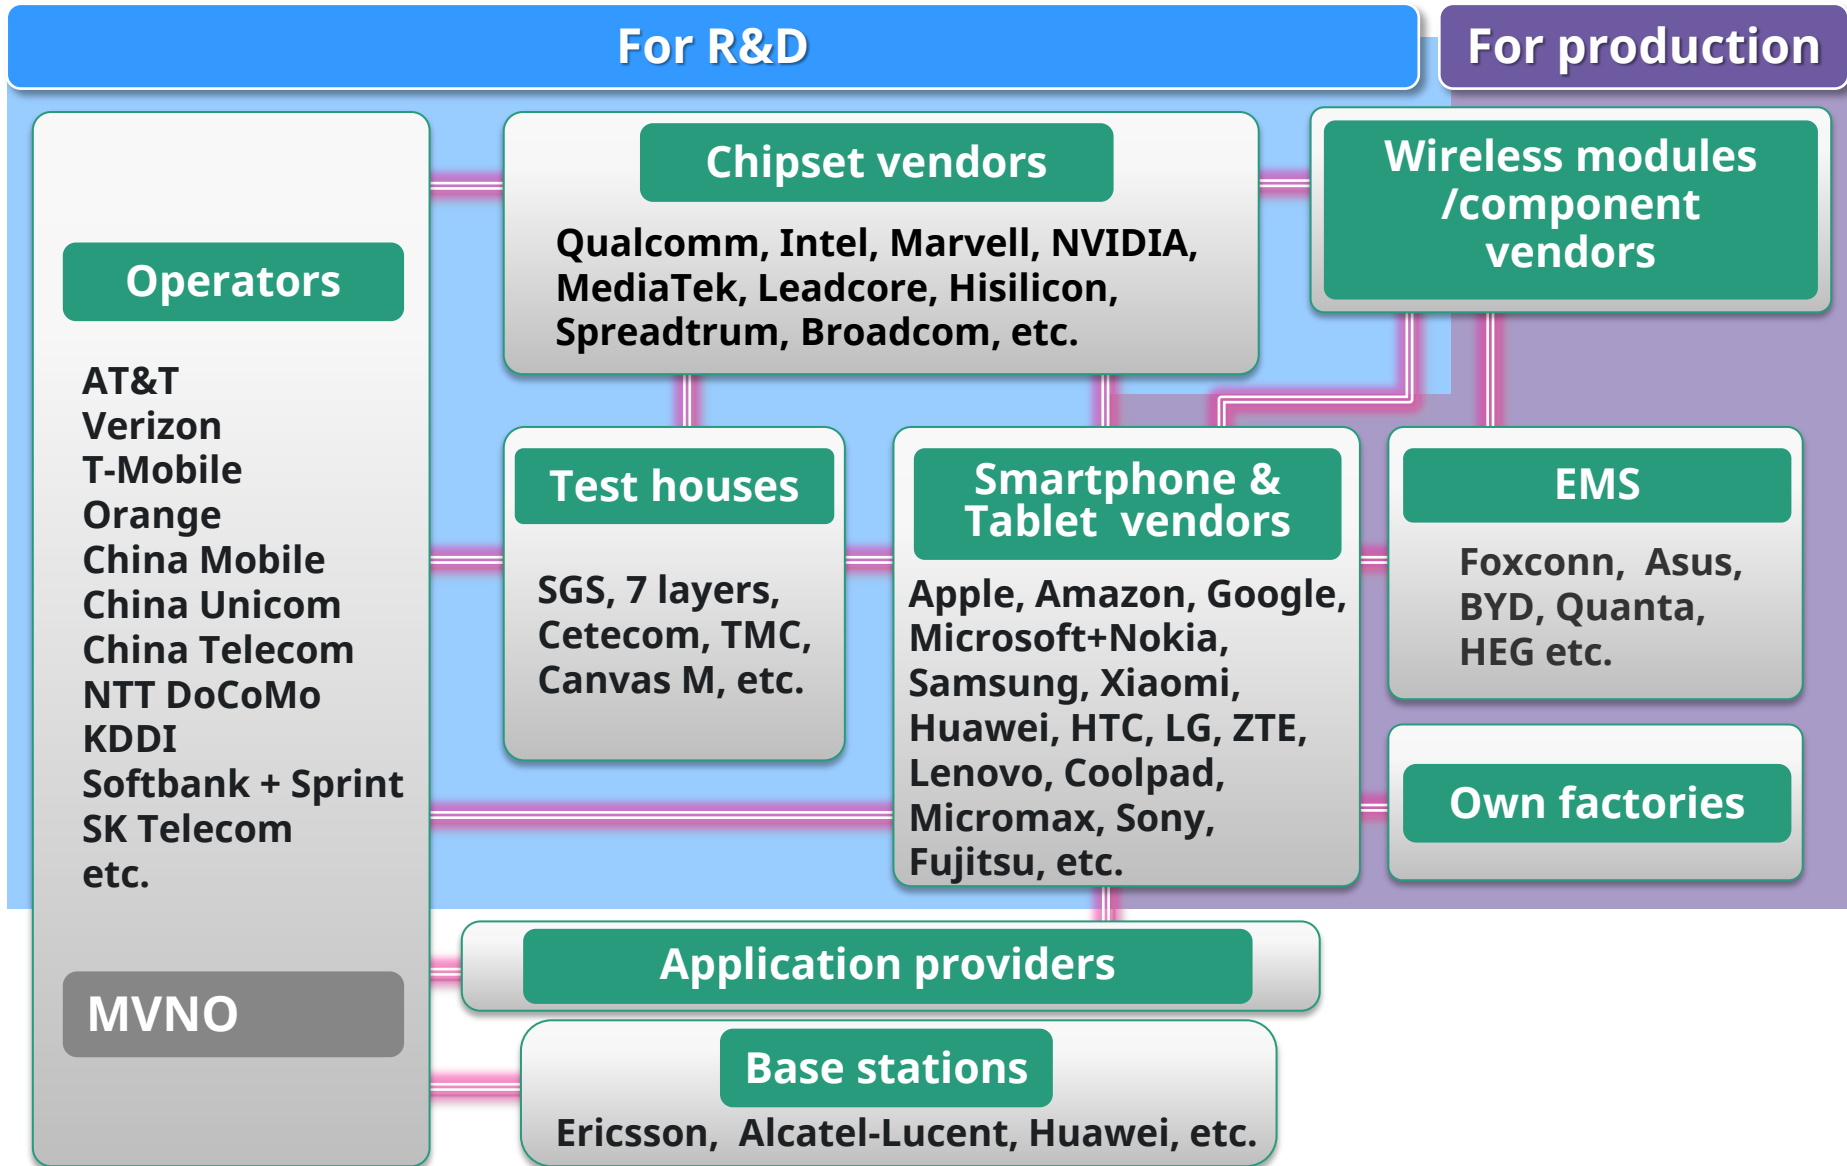 For R&D
For production
Operators
AT&T
Verizon
T-Mobile
Orange
China Mobile
China Unicom
China Telecom
NTT DoCoMo
KDDI
Softbank + Sprint
SK Telecom
etc.
MVNO
Chipset vendors
Qualcomm, Intel, Marvell, NVIDIA,
MediaTek, Leadcore, Hisilicon,
Spreadtrum, Broadcom, etc.
Wireless modules
/component
vendors
Test houses
SGS, 7 layers,
Cetecom, TMC,
Canvas M, etc.
Smartphone &
Tablet  vendors
Apple, Amazon, Google,
Microsoft+Nokia,
Samsung, Xiaomi,
Huawei, HTC, LG, ZTE,
Lenovo, Coolpad,
Micromax, Sony,
Fujitsu, etc.
EMS
Foxconn,  Asus,
BYD, Quanta,
HEG etc.
Own factories
Application providers
Base stations
Ericsson,  Alcatel-Lucent, Huawei, etc.